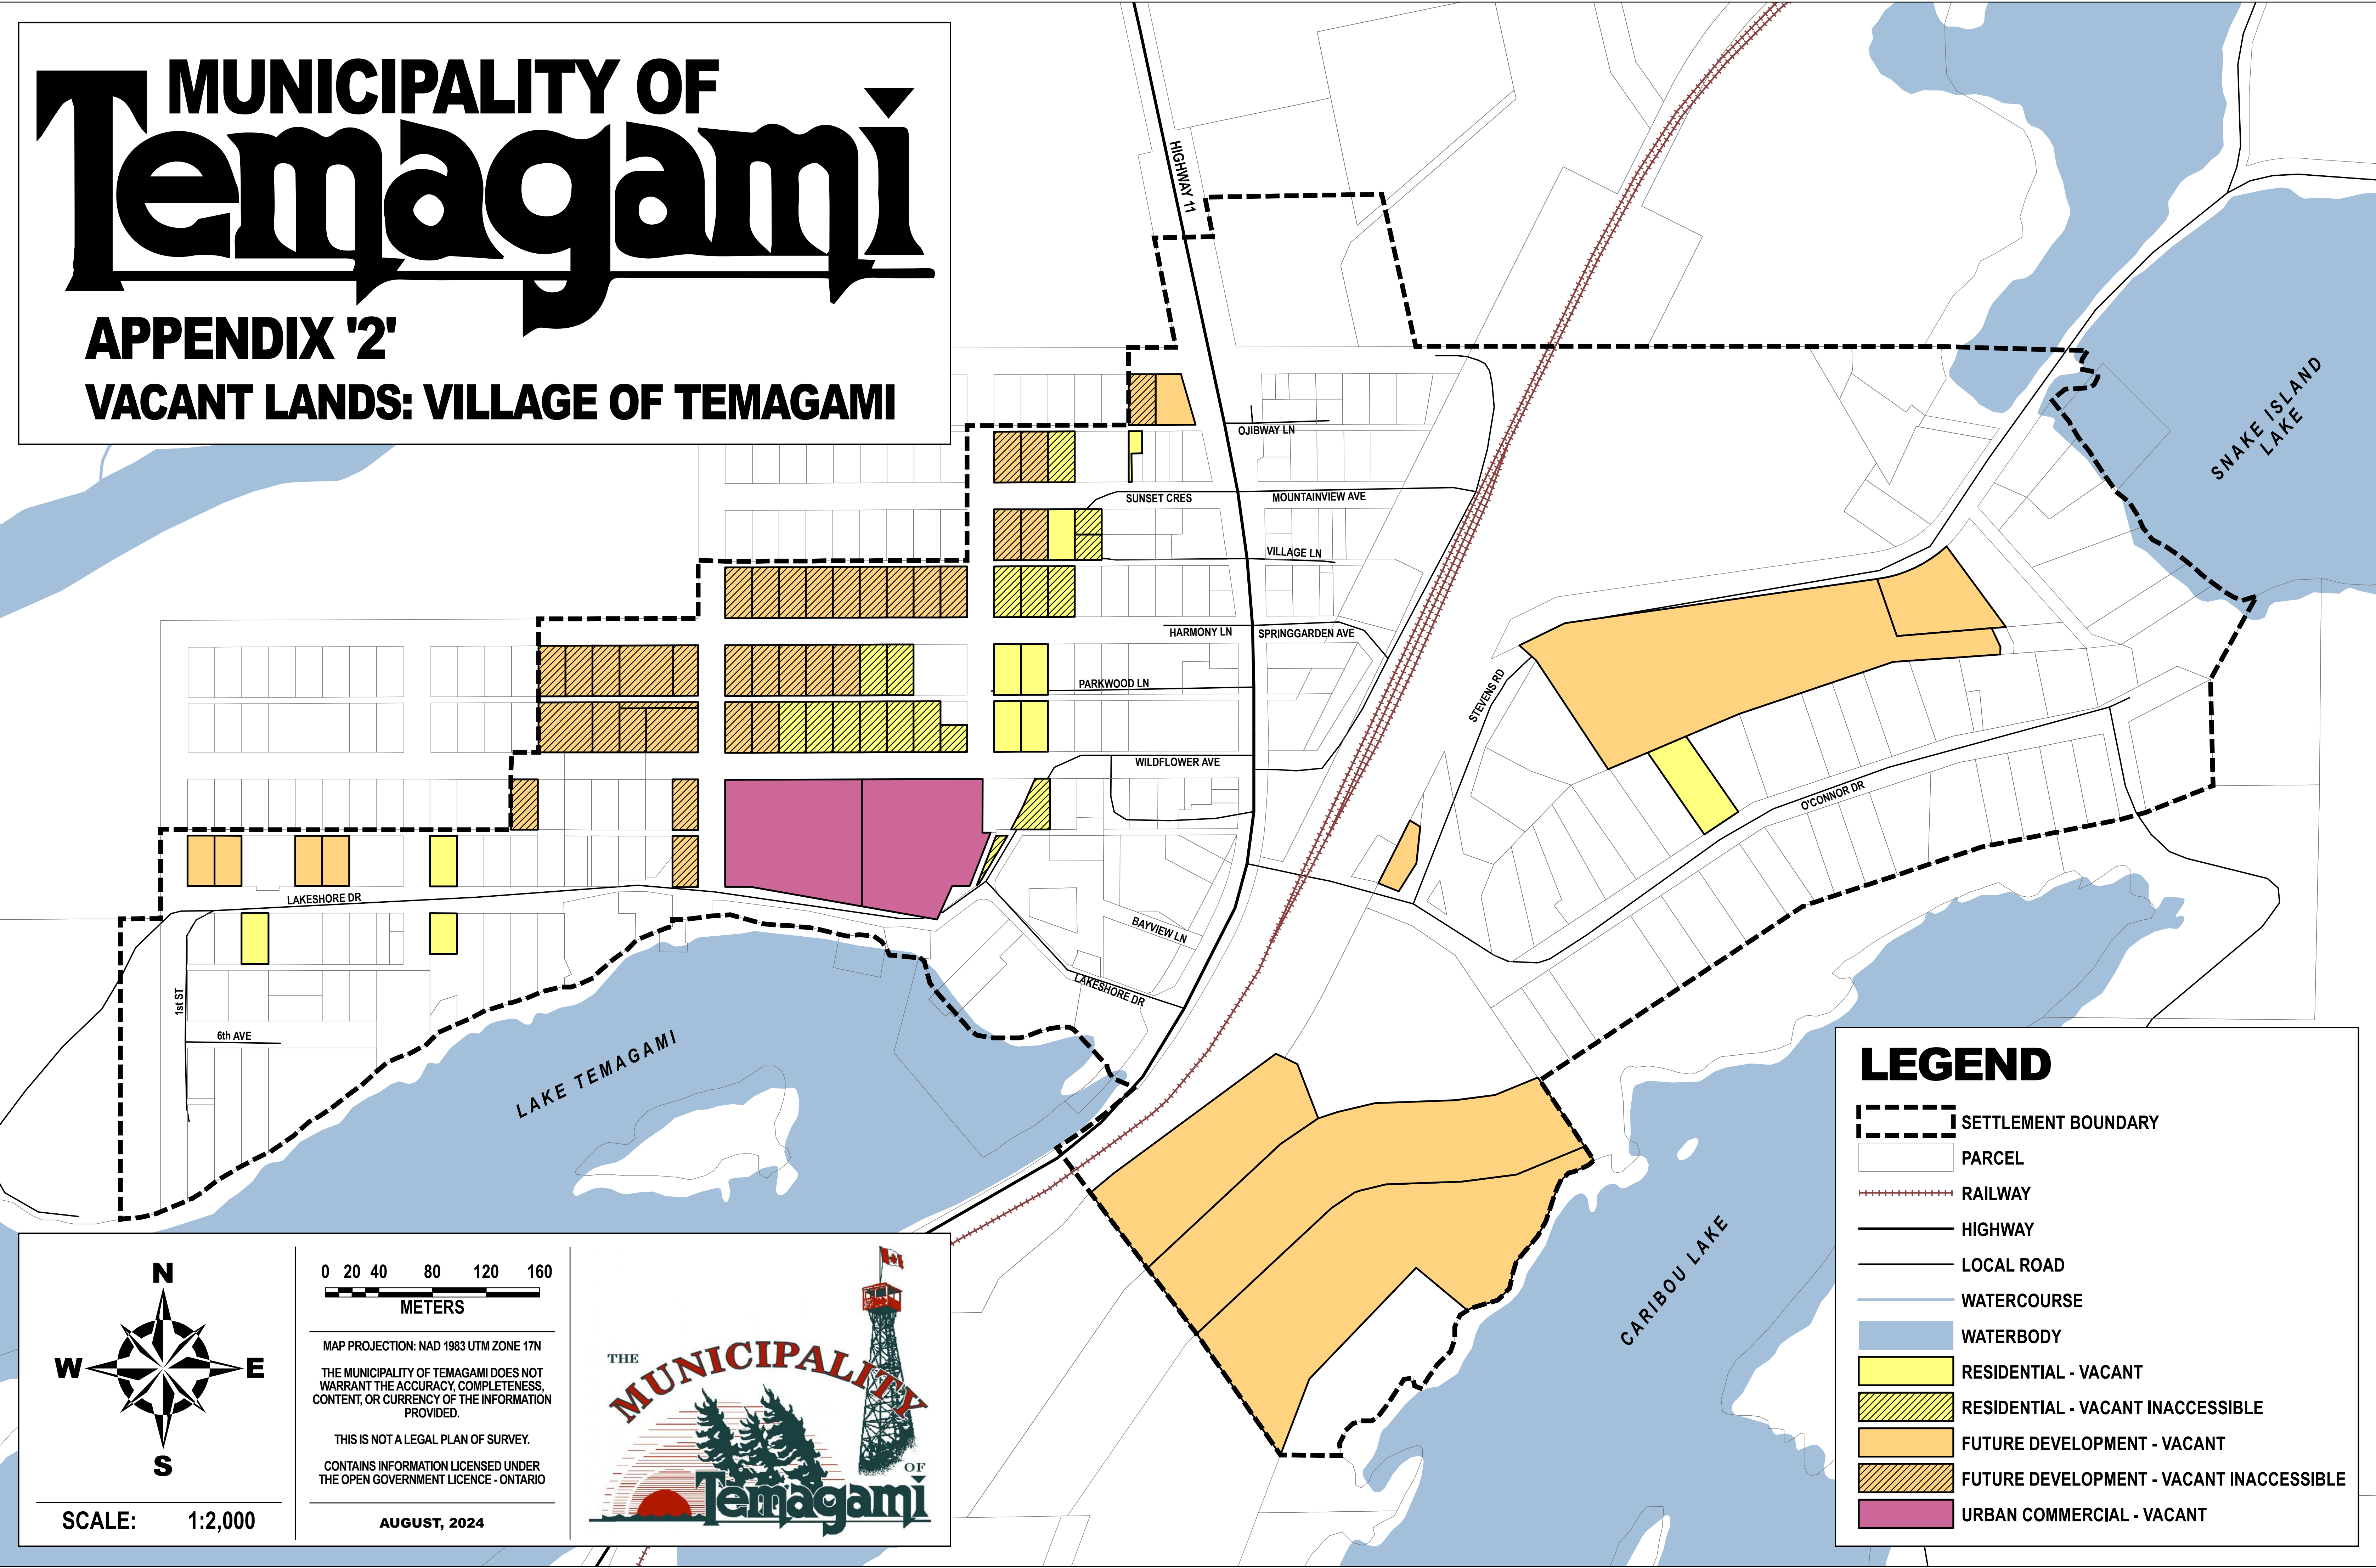 MUNICIPALITY OF
Temagami
APPENDIX '2'
VACANT LANDS: VILLAGE OF TEMAGAMI
HIGHWAY 11
OJIBWAY LN
SUNSET CRES
MOUNTAINVIEW AVE
VILLAGE LN
HARMONY LN
SPRINGGARDEN AVE
PARKWOOD LN
STEVENS RD
WILDFLOWER AVE
O'CONNOR DR
LAKESHORE DR
BAYVIEW LN
LAKESHORE DR
1st ST
6th AVE
SNAKE ISLAND
LAKE
LAKE TEMAGAMI
CARIBOU LAKE
N
W
E
S
SCALE: 1:2,000
0 20 40 80 120 160
METERS
MAP PROJECTION: NAD 1983 UTM ZONE 17N
THE MUNICIPALITY OF TEMAGAMI DOES NOT
WARRANT THE ACCURACY, COMPLETENESS,
CONTENT, OR CURRENCY OF THE INFORMATION
PROVIDED.
THIS IS NOT A LEGAL PLAN OF SURVEY.
CONTAINS INFORMATION LICENSED UNDER
THE OPEN GOVERNMENT LICENCE - ONTARIO
AUGUST, 2024
THE
MUNICIPALITY
OF
Temagami
LEGEND
SETTLEMENT BOUNDARY
PARCEL
RAILWAY
HIGHWAY
LOCAL ROAD
WATERCOURSE
WATERBODY
RESIDENTIAL - VACANT
RESIDENTIAL - VACANT INACCESSIBLE
FUTURE DEVELOPMENT - VACANT
FUTURE DEVELOPMENT - VACANT INACCESSIBLE
URBAN COMMERCIAL - VACANT